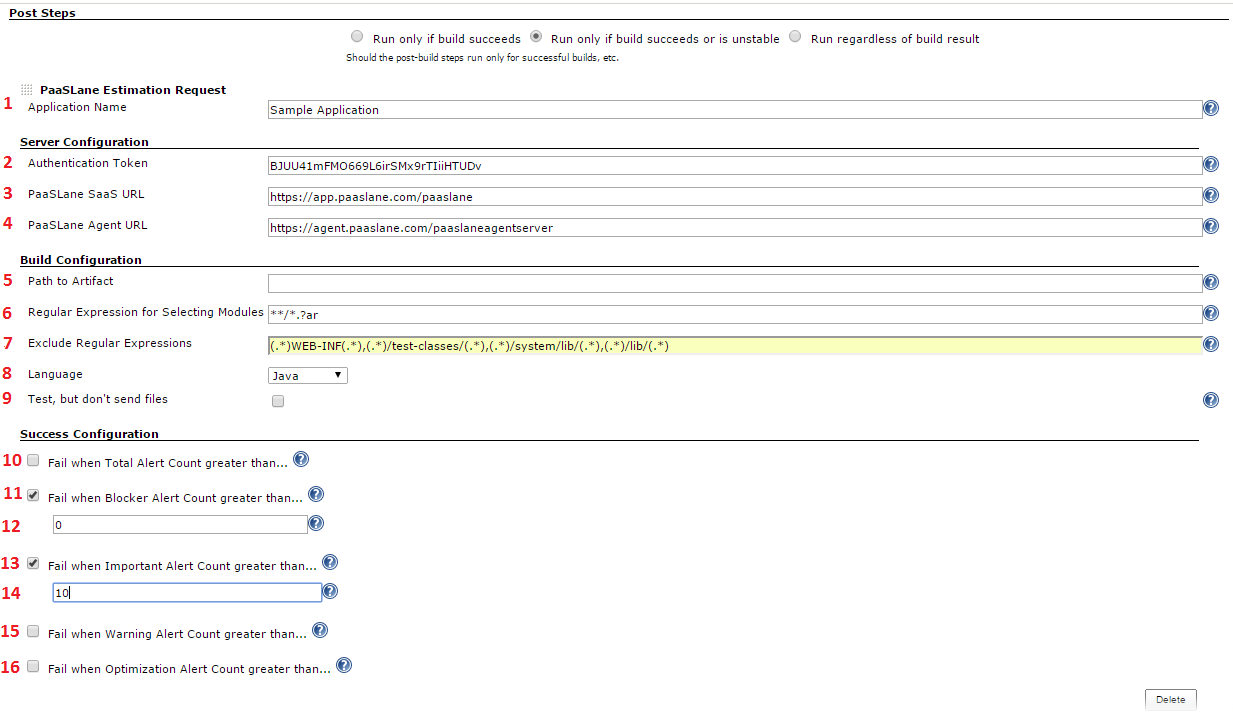 Post Steps
Run only if build succeeds Run only if build succeeds or is unstable Run regardless of build result
Should the post-build steps run only for successful builds, etc.
PaaSLane Estimation Request
1 Application Name Sample Application
Server Configuration
2 Authentication Token BJUU41mFMO669L6irSMx9rTIiiHTUDv
3 PaaSLane SaaS URL https://app.paaslane.com/paaslane
4 PaaSLane Agent URL https://agent.paaslane.com/paaslaneagentserver
Build Configuration
5 Path to Artifact
6 Regular Expression for Selecting Modules **/*.?ar
7 Exclude Regular Expressions (.*)WEB-INF(.*),(.*)/test-classes/(.*),(.*)/system/lib/(.*),(.*)/lib/(.*)
8 Language Java
9 Test, but don't send files
Success Configuration
10 Fail when Total Alert Count greater than...
11 Fail when Blocker Alert Count greater than...
12 0
13 Fail when Important Alert Count greater than...
14 10
15 Fail when Warning Alert Count greater than...
16 Fail when Optimization Alert Count greater than...
Delete